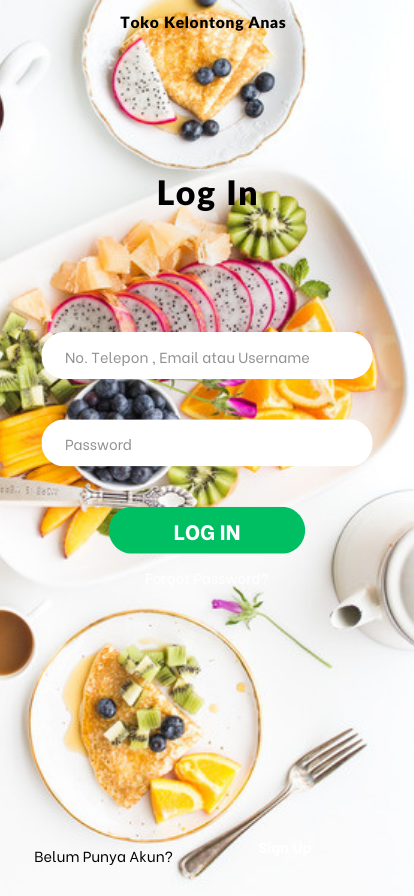 Toko Kelontong Anas
Log In
No. Telepon , Email atau Username
Password
LOG IN
Forgot Password?
Sign Up
Belum Punya Akun?